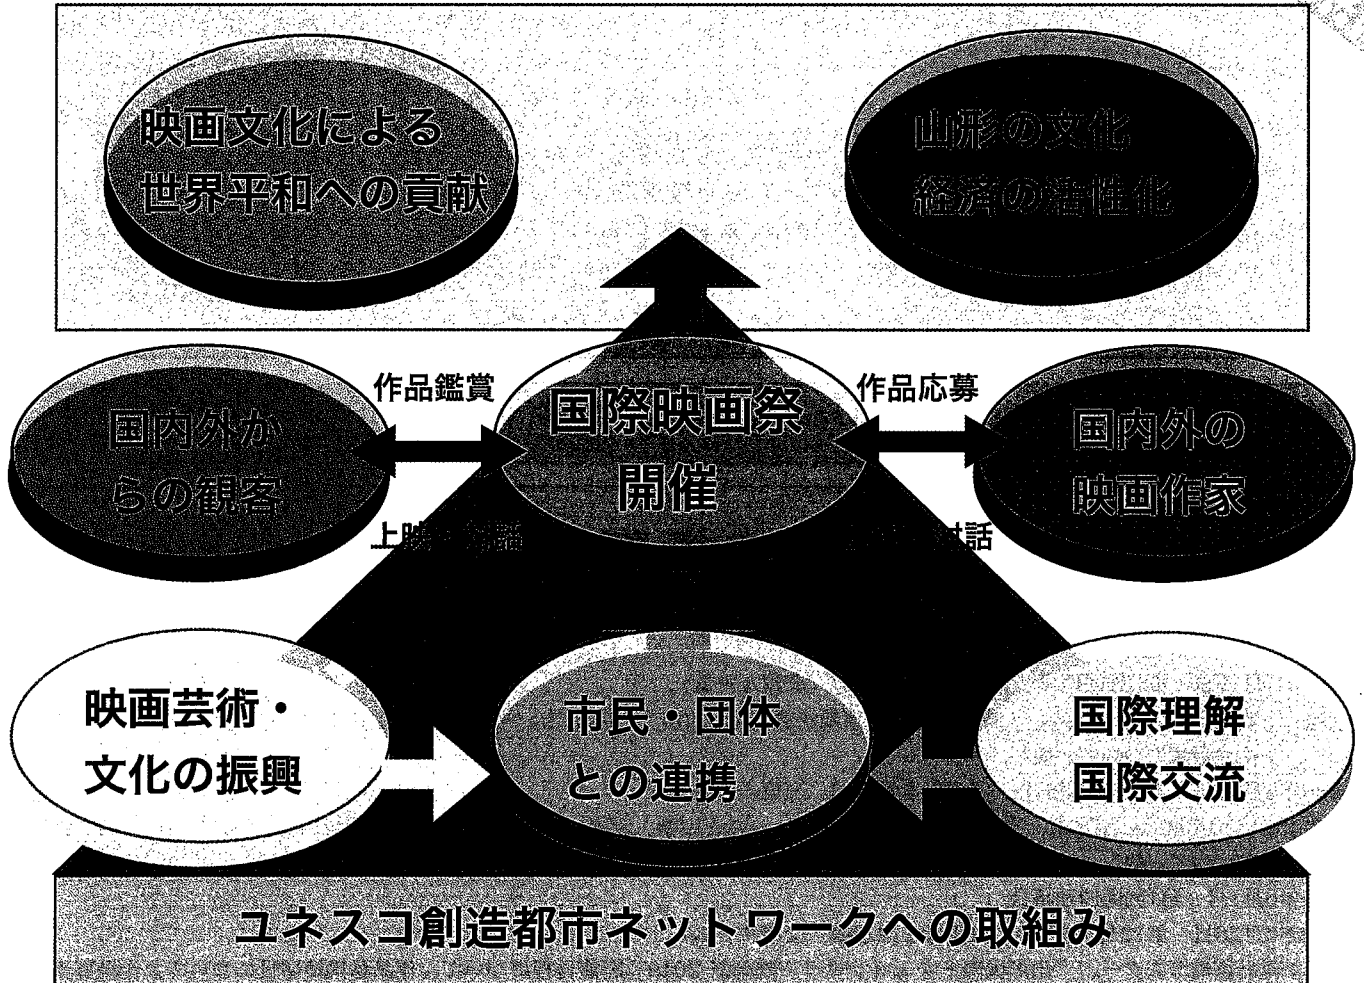 映画文化による
世界平和への貢献
山形の文化
経済の活性化
作品鑑賞
国際映画祭
開催
作品応募
国内外か
らの観客
国内外の
映画作家
上映
対話
映画芸術・
文化の振興
市民・団体
との連携
国際理解
国際交流
ユネスコ創造都市ネットワークへの取組み